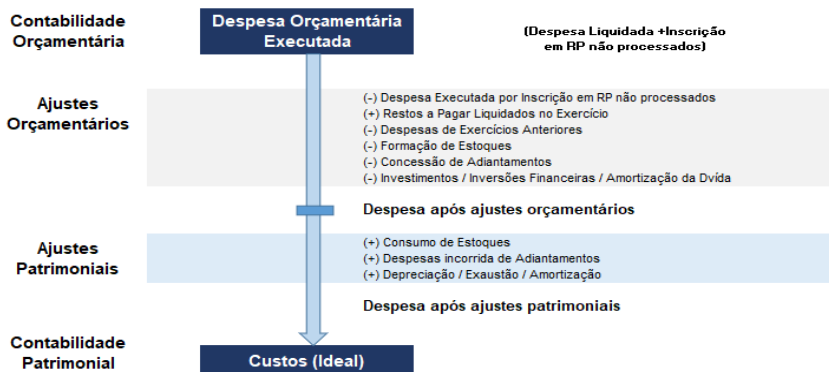 Contabilidade
Orçamentária
Despesa Orçamentária
Executada
(Despesa Liquidada +Inscrição
em RP não processados)
Ajustes
Orçamentários
(-) Despesa Executada por Inscrição em RP não processados
(+) Restos a Pagar Liquidados no Exercício
(-) Despesas de Exercícios Anteriores
(-) Formação de Estoques
(-) Concessão de Adiantamentos
(-) Investimentos / Inversões Financeiras / Amortização da Dvída
Despesa após ajustes orçamentários
Ajustes
Patrimoniais
(+) Consumo de Estoques
(+) Despesas incorrida de Adiantamentos
(+) Depreciação / Exaustão / Amortização
Despesa após ajustes patrimoniais
Contabilidade
Patrimonial
Custos (Ideal)